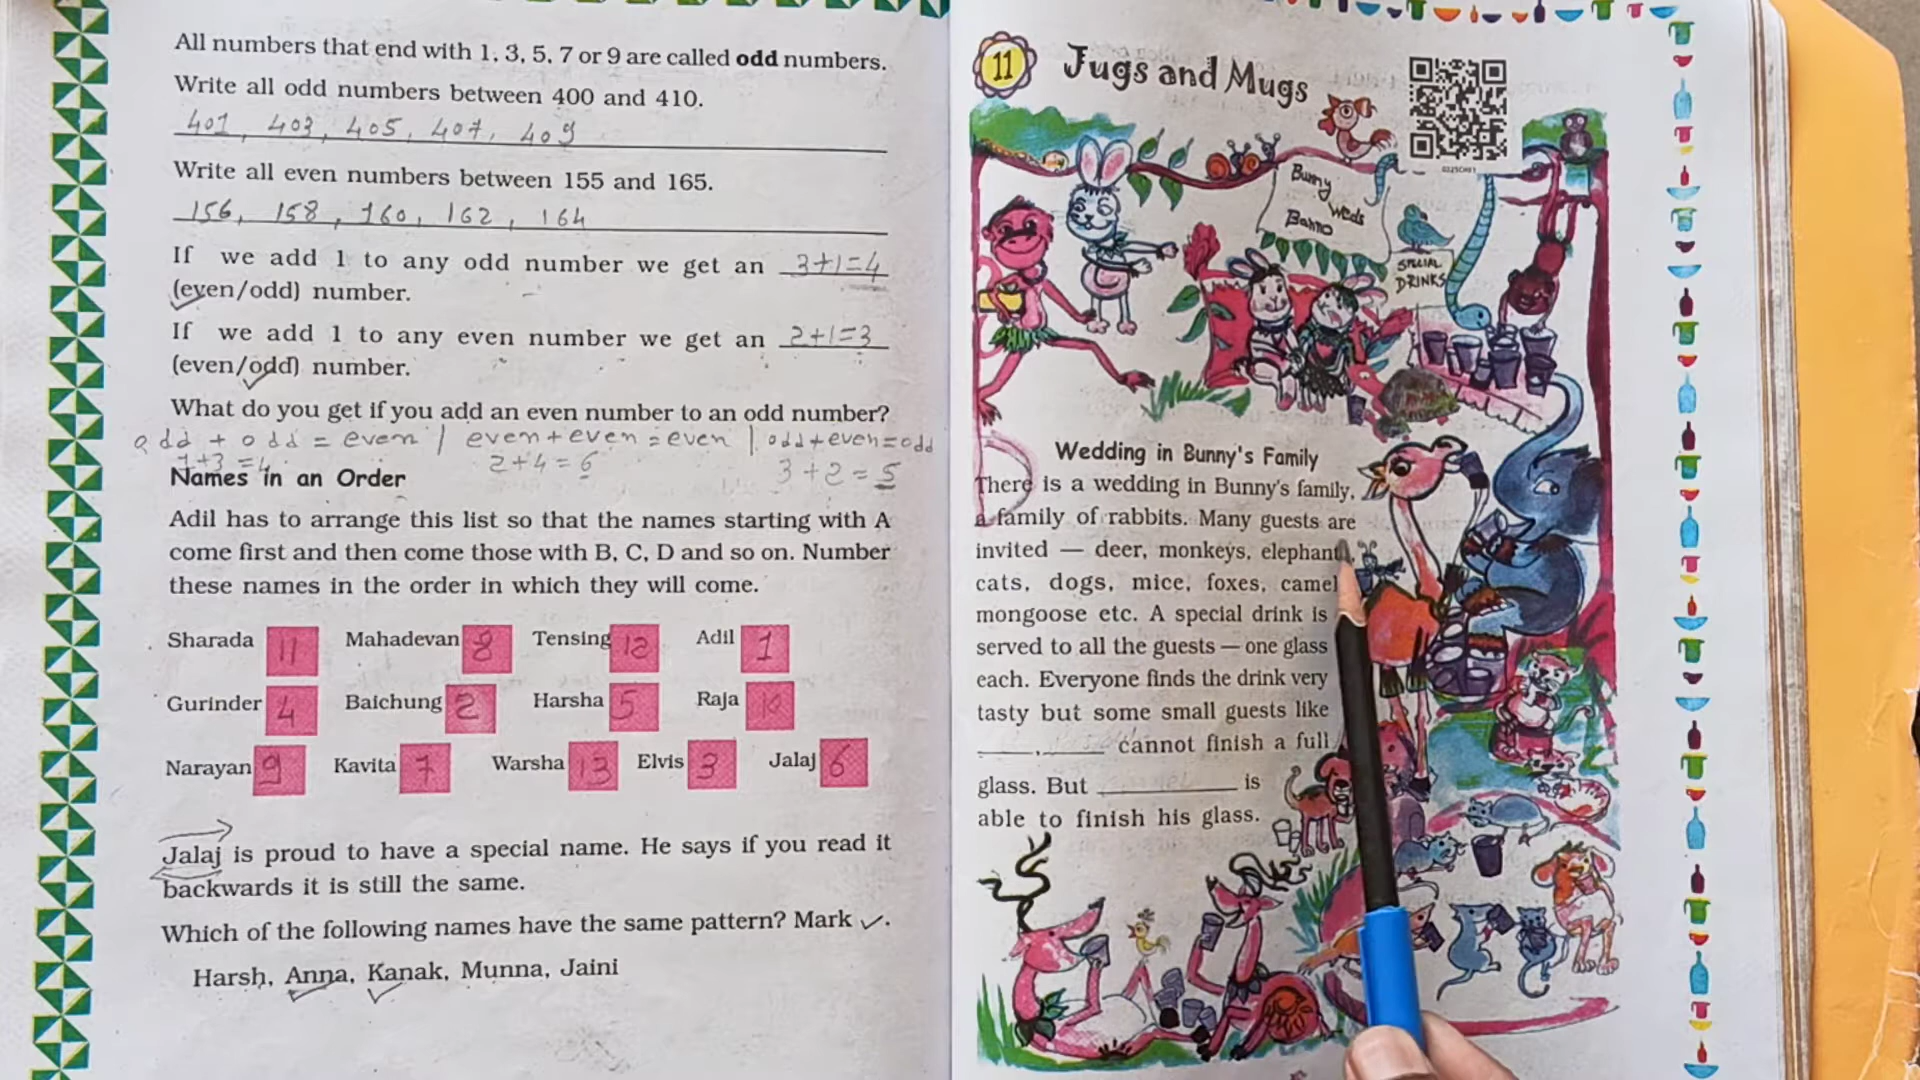 All numbers that end with 1, 3, 5, 7 or 9 are called odd numbers.
Write all odd numbers between 400 and 410.
401, 403, 405, 407, 409
Write all even numbers between 155 and 165.
156, 158, 160, 162, 164
If we add 1 to any odd number we get an 3+1=4
(even/odd) number.
If we add 1 to any even number we get an 2+1=3
(even/odd) number.
What do you get if you add an even number to an odd number?
odd + odd = even | even+even=even | odd+even=odd
1+3=4 2+4=6 3+2=5
Names in an Order
Adil has to arrange this list so that the names starting with A
come first and then come those with B, C, D and so on. Number
these names in the order in which they will come.
Sharada 11 Mahadevan 8 Tensing 12 Adil 1
Gurinder 4 Baichung 2 Harsha 5 Raja 10
Narayan 9 Kavita 7 Warsha 13 Elvis 3 Jalaj 6
Jalaj is proud to have a special name. He says if you read it
backwards it is still the same.
Which of the following names have the same pattern? Mark ✓.
Harsh, Anna, Kanak, Munna, Jaini
11 Jugs and Mugs
Bunny
Weds
Banno
SPECIAL
DRINKS
Wedding in Bunny's Family
There is a wedding in Bunny's family,
a family of rabbits. Many guests are
invited — deer, monkeys, elephant
cats, dogs, mice, foxes, camel
mongoose etc. A special drink is
served to all the guests — one glass
each. Everyone finds the drink very
tasty but some small guests like
______, ______ cannot finish a full
glass. But ______ is
able to finish his glass.